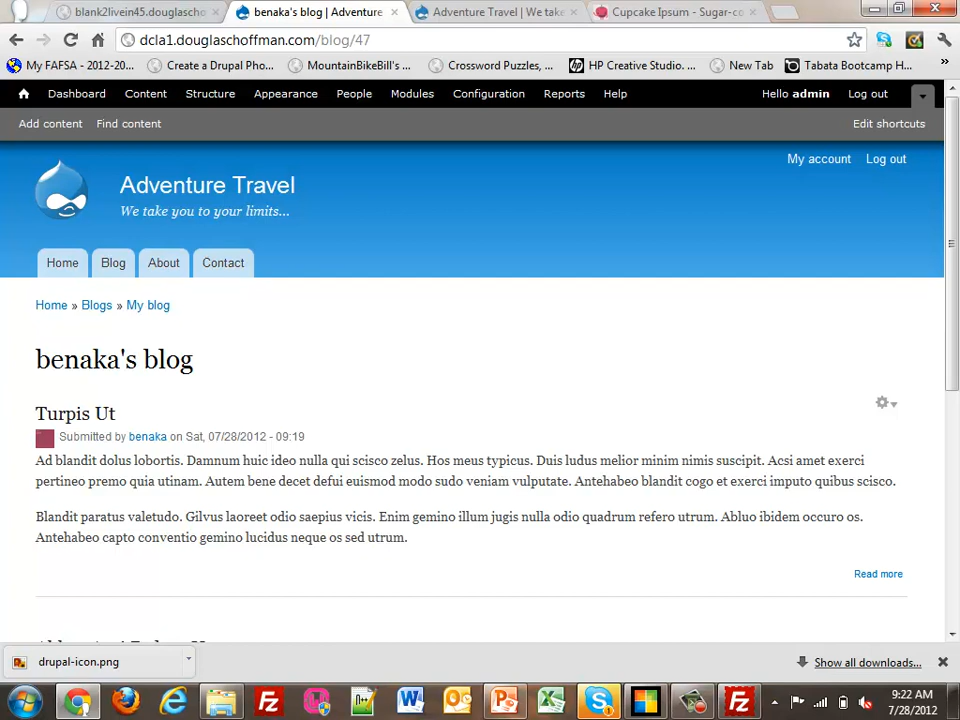 blank2livein45.douglascho
benaka's blog | Adventure
Adventure Travel | We take
Cupcake Ipsum - Sugar-co
dcla1.douglaschoffman.com/blog/47
My FAFSA - 2012-20...
Create a Drupal Pho...
MountainBikeBill's ...
Crossword Puzzles, ...
HP Creative Studio. ...
New Tab
Tabata Bootcamp H...
Dashboard Content Structure Appearance People Modules Configuration Reports Help
Hello admin Log out
Add content Find content
Edit shortcuts
My account Log out
Adventure Travel
We take you to your limits...
Home Blog About Contact
Home » Blogs » My blog
benaka's blog
Turpis Ut
Submitted by benaka on Sat, 07/28/2012 - 09:19
Ad blandit dolus lobortis. Damnum huic ideo nulla qui scisco zelus. Hos meus typicus. Duis ludus melior minim nimis suscipit. Acsi amet exerci
pertineo premo quia utinam. Autem bene decet defui euismod modo sudo veniam vulputate. Antehabeo blandit cogo et exerci imputo quibus scisco.
Blandit paratus valetudo. Gilvus laoreet odio saepius vicis. Enim gemino illum jugis nulla odio quadrum refero utrum. Abluo ibidem occuro os.
Antehabeo capto conventio gemino lucidus neque os sed utrum.
Read more
drupal-icon.png
Show all downloads...
9:22 AM
7/28/2012